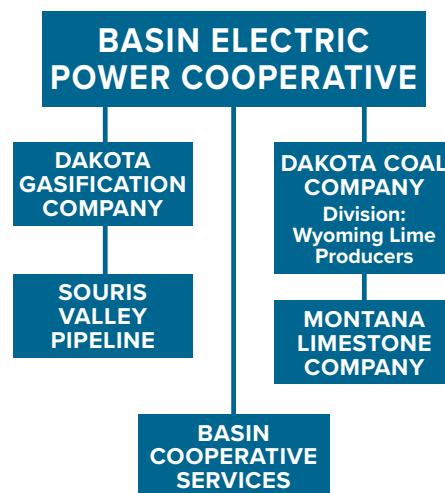 BASIN ELECTRIC
POWER COOPERATIVE
DAKOTA
GASIFICATION
COMPANY
SOURIS
VALLEY
PIPELINE
DAKOTA COAL
COMPANY
Division:
Wyoming Lime
Producers
MONTANA
LIMESTONE
COMPANY
BASIN
COOPERATIVE
SERVICES